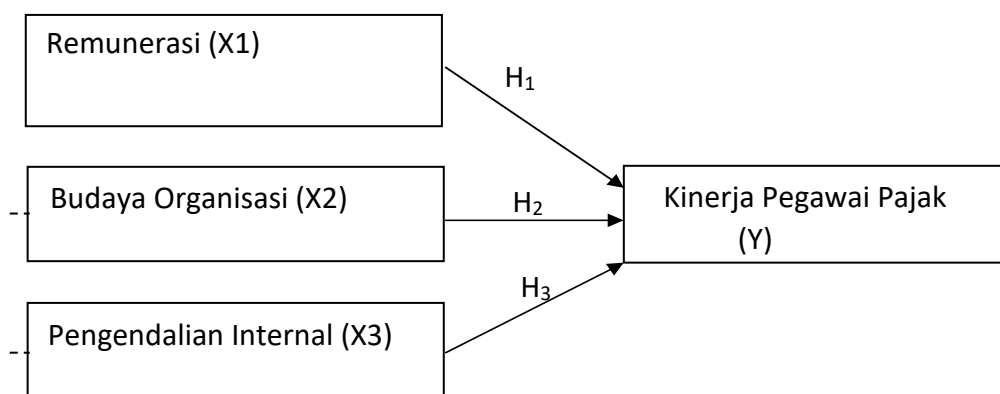 Remunerasi (X1)
H₁
Budaya Organisasi (X2)
H₂
Kinerja Pegawai Pajak
(Y)
H₃
Pengendalian Internal (X3)